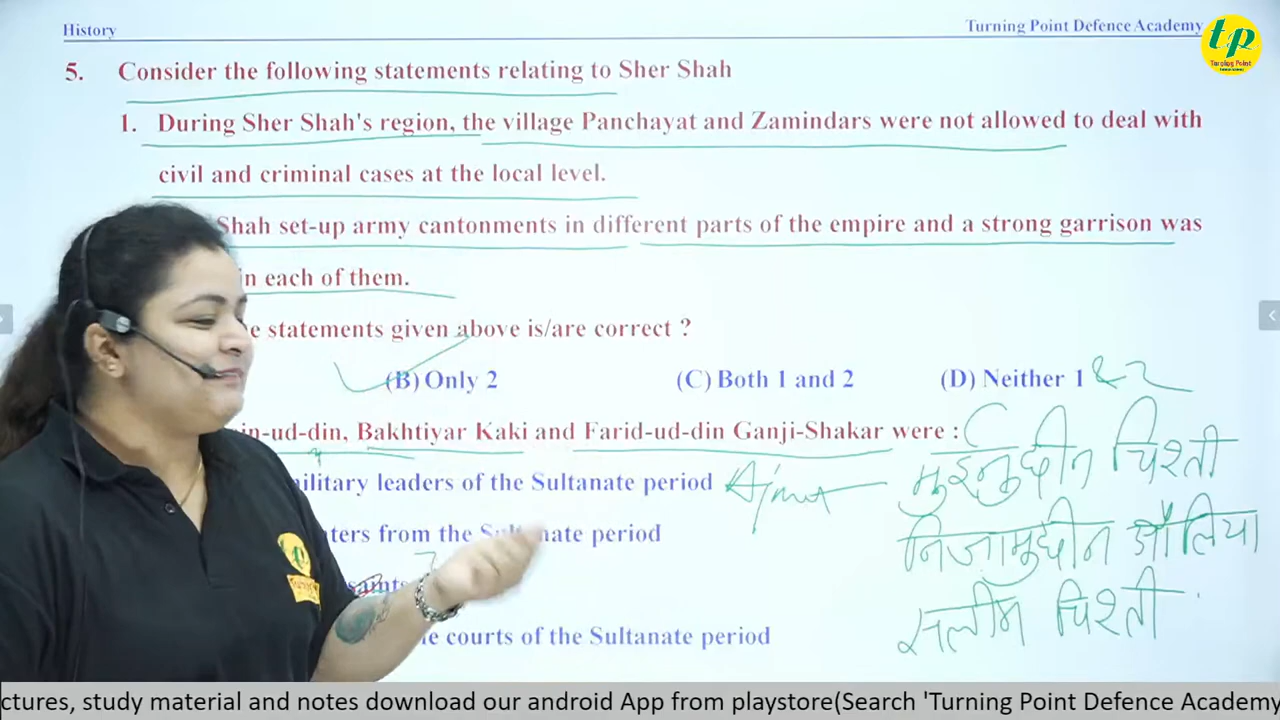 History
Turning Point Defence Academy
tp
Turning Point
5. Consider the following statements relating to Sher Shah
1. During Sher Shah's region, the village Panchayat and Zamindars were not allowed to deal with
civil and criminal cases at the local level.
Shah set-up army cantonments in different parts of the empire and a strong garrison was
in each of them.
e statements given above is/are correct ?
(B) Only 2 (C) Both 1 and 2 (D) Neither 1 & 2
in-ud-din, Bakhtiyar Kaki and Farid-ud-din Ganji-Shakar were :
ilitary leaders of the Sultanate period
Ajmer
ters from the Sultanate period
saints
e courts of the Sultanate period
मुइनुद्दीन चिश्ती
निज़ामुद्दीन औलिया
सलीम चिश्ती
ctures, study material and notes download our android App from playstore(Search 'Turning Point Defence Academy